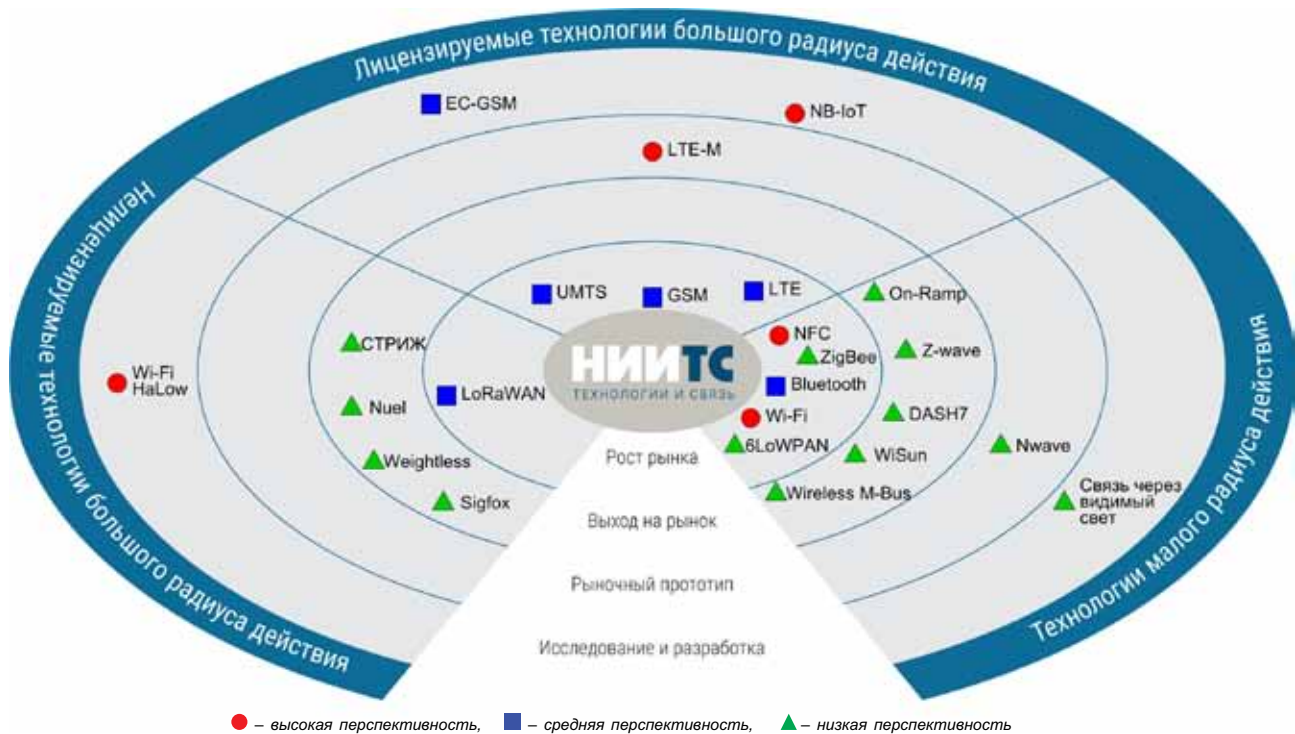 Лицензируемые технологии большого радиуса действия
Нелицензируемые технологии большого радиуса действия
Технологии малого радиуса действия
EC-GSM
NB-IoT
LTE-M
UMTS
GSM
LTE
On-Ramp
NFC
ZigBee
Z-wave
СТРИЖ
Wi-Fi
HaLow
LoRaWAN
НИИТС
ТЕХНОЛОГИИ И СВЯЗЬ
Bluetooth
Nuel
Wi-Fi
DASH7
6LoWPAN
WiSun
Nwave
Weightless
Sigfox
Wireless M-Bus
Связь через
видимый
свет
Рост рынка
Выход на рынок
Рыночный прототип
Исследование и разработка
– высокая перспективность, – средняя перспективность, – низкая перспективность